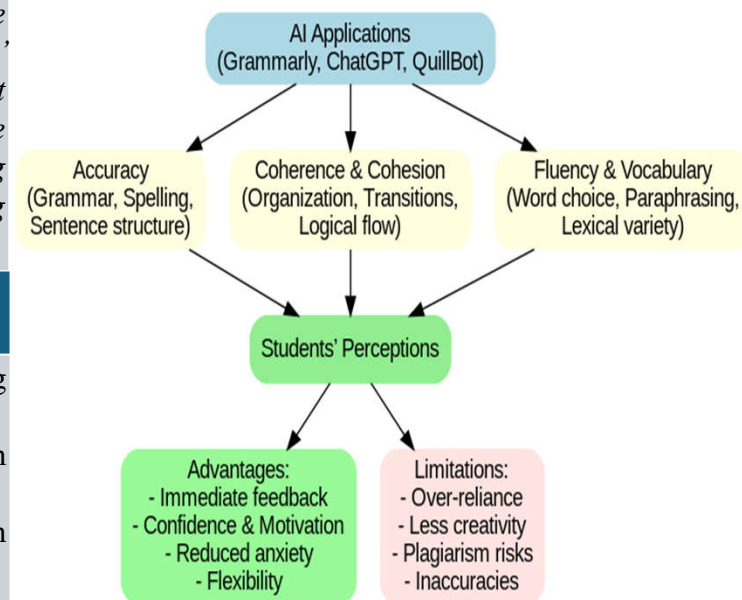 AI Applications
(Grammarly, ChatGPT, QuillBot)
Accuracy
(Grammar, Spelling,
Sentence structure)
Coherence & Cohesion
(Organization, Transitions,
Logical flow)
Fluency & Vocabulary
(Word choice, Paraphrasing,
Lexical variety)
Students' Perceptions
Advantages:
- Immediate feedback
- Confidence & Motivation
- Reduced anxiety
- Flexibility
Limitations:
- Over-reliance
- Less creativity
- Plagiarism risks
- Inaccuracies